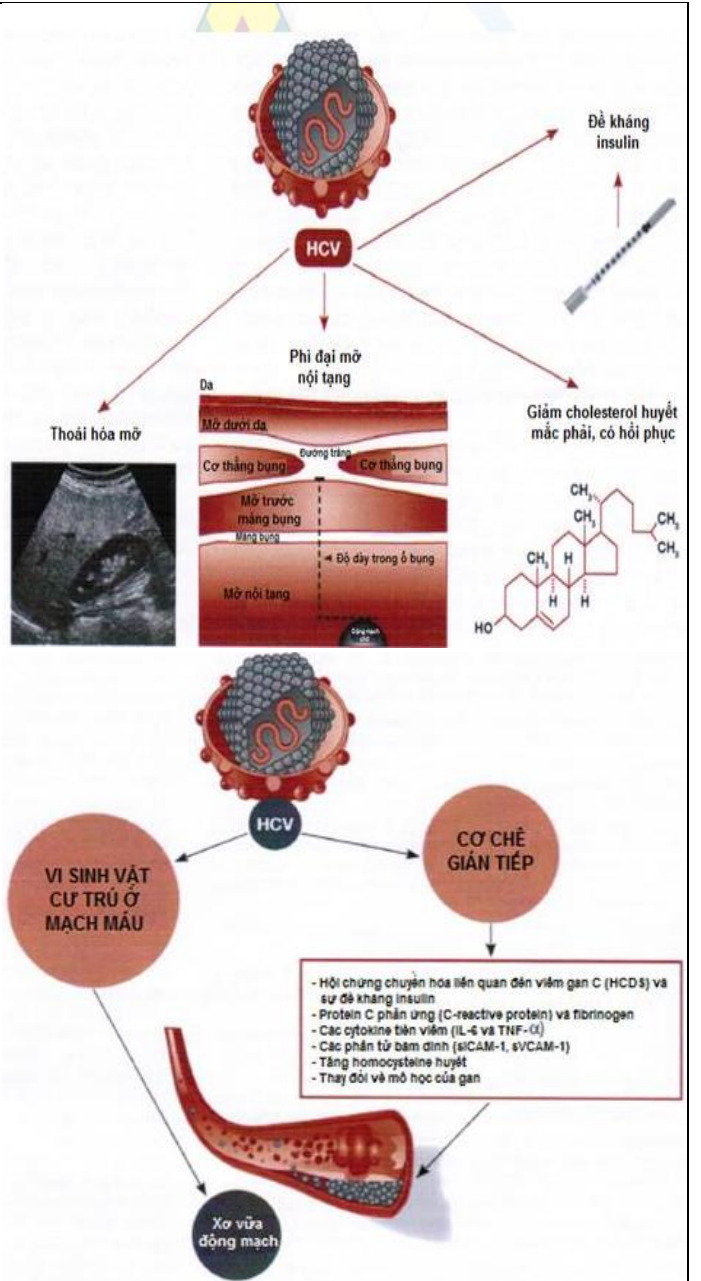 Đề kháng
insulin
HCV
Phì đại mỡ
nội tạng
Thoái hóa mỡ
Giảm cholesterol huyết
mắc phải, có hồi phục
Da
Mỡ dưới da
Đường trắng
Cơ thẳng bụng
Cơ thẳng bụng
Mỡ trước
màng bụng
Màng bụng
Độ dày trong ổ bụng
Mỡ nội tạng
Động mạch
chủ
CH₃
CH₃
CH₃
CH₃
CH₃
H
H
H
HO
HCV
VI SINH VẬT
CƯ TRÚ Ở
MẠCH MÁU
CƠ CHẾ
GIÁN TIẾP
- Hội chứng chuyển hóa liên quan đến viêm gan C (HCDS) và
sự đề kháng insulin
- Protein C phản ứng (C-reactive protein) và fibrinogen
- Các cytokine tiền viêm (IL-6 và TNF-α)
- Các phân tử bám dính (sICAM-1, sVCAM-1)
- Tăng homocysteine huyết
- Thay đổi về mô học của gan
Xơ vữa
động mạch